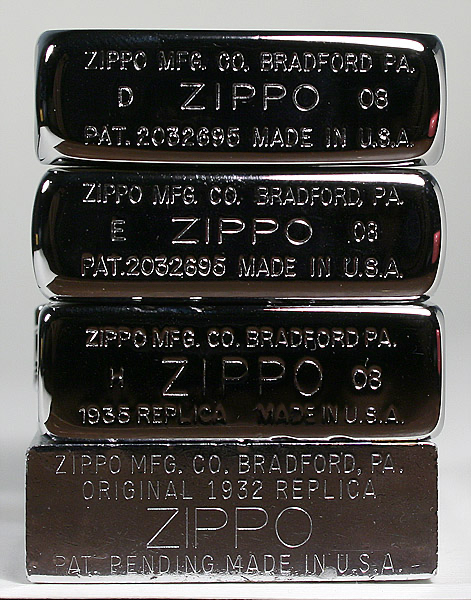 ZIPPO MFG. CO. BRADFORD PA.
D ZIPPO 08
PAT. 2032695 MADE IN U.S.A.
ZIPPO MFG. CO. BRADFORD, PA.
E ZIPPO 08
PAT. 2032695 MADE IN U.S.A.
ZIPPO MFG. CO. BRADFORD PA.
H ZIPPO 08
1935 REPLICA MADE IN U.S.A.
ZIPPO MFG. CO. BRADFORD, PA.
ORIGINAL 1932 REPLICA
ZIPPO
PAT. PENDING MADE IN U.S.A.